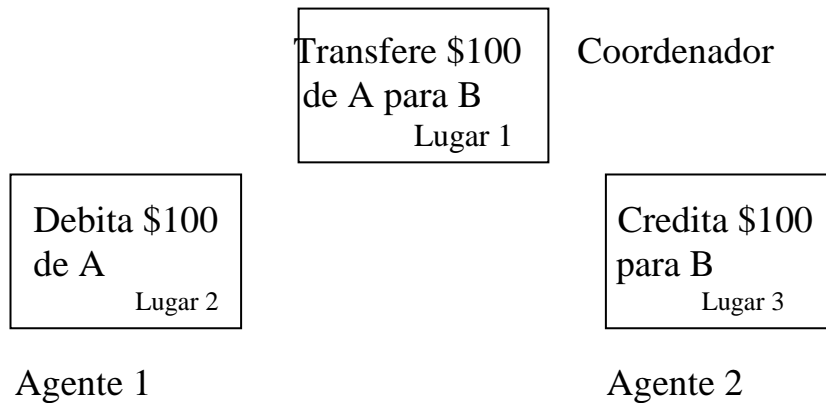 Transfere $100
de A para B
Lugar 1
Coordenador
Debita $100
de A
Lugar 2
Credita $100
para B
Lugar 3
Agente 1
Agente 2